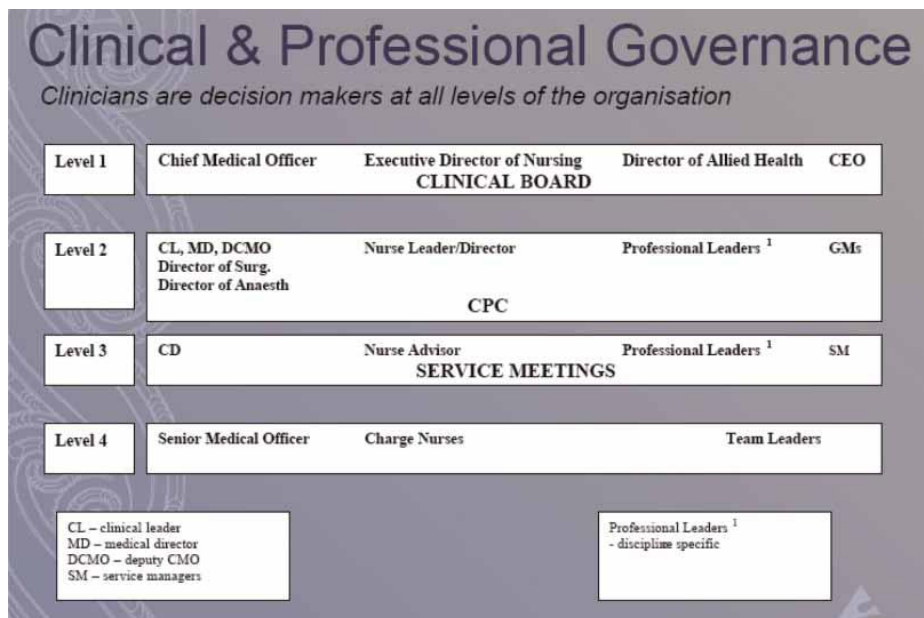 Clinical & Professional Governance
Clinicians are decision makers at all levels of the organisation
Level 1
Chief Medical Officer Executive Director of Nursing Director of Allied Health CEO
CLINICAL BOARD
Level 2
CL, MD, DCMO Nurse Leader/Director Professional Leaders 1 GMs
Director of Surg.
Director of Anaesth
CPC
Level 3
CD Nurse Advisor Professional Leaders 1 SM
SERVICE MEETINGS
Level 4
Senior Medical Officer Charge Nurses Team Leaders
CL – clinical leader
MD – medical director
DCMO – deputy CMO
SM – service managers
Professional Leaders 1
- discipline specific